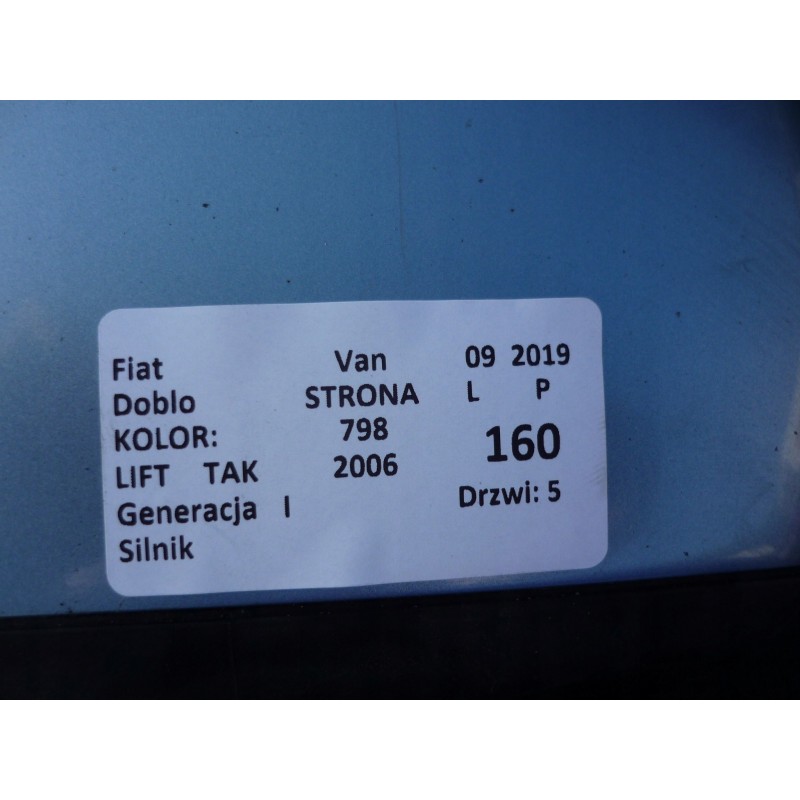 Fiat Van 09 2019
Doblo STRONA L P
KOLOR: 798 160
LIFT TAK 2006
Generacja I Drzwi: 5
Silnik